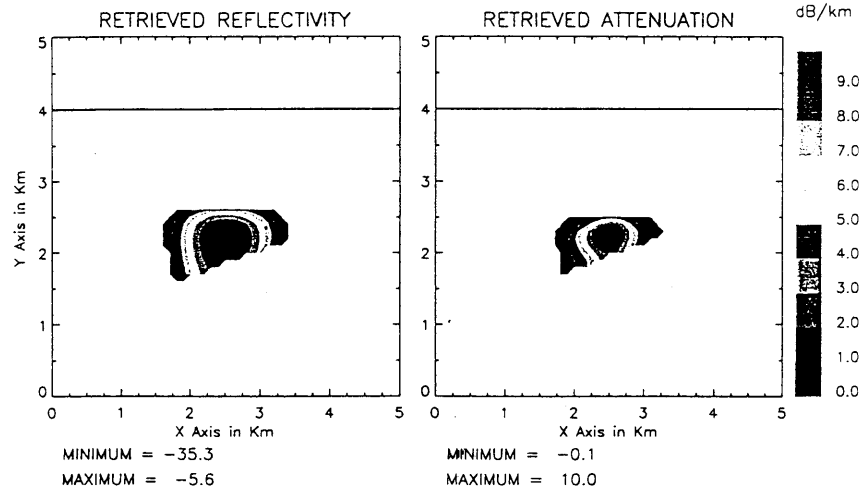 RETRIEVED REFLECTIVITY
5
4
3
2
1
0
Y Axis in Km
0 1 2 3 4 5
X Axis in Km
MINIMUM = -35.3
MAXIMUM = -5.6
RETRIEVED ATTENUATION
5
4
3
2
1
0
0 1 2 3 4 5
X Axis in Km
MINIMUM = -0.1
MAXIMUM = 10.0
dB/km
9.0
8.0
7.0
6.0
5.0
4.0
3.0
2.0
1.0
0.0